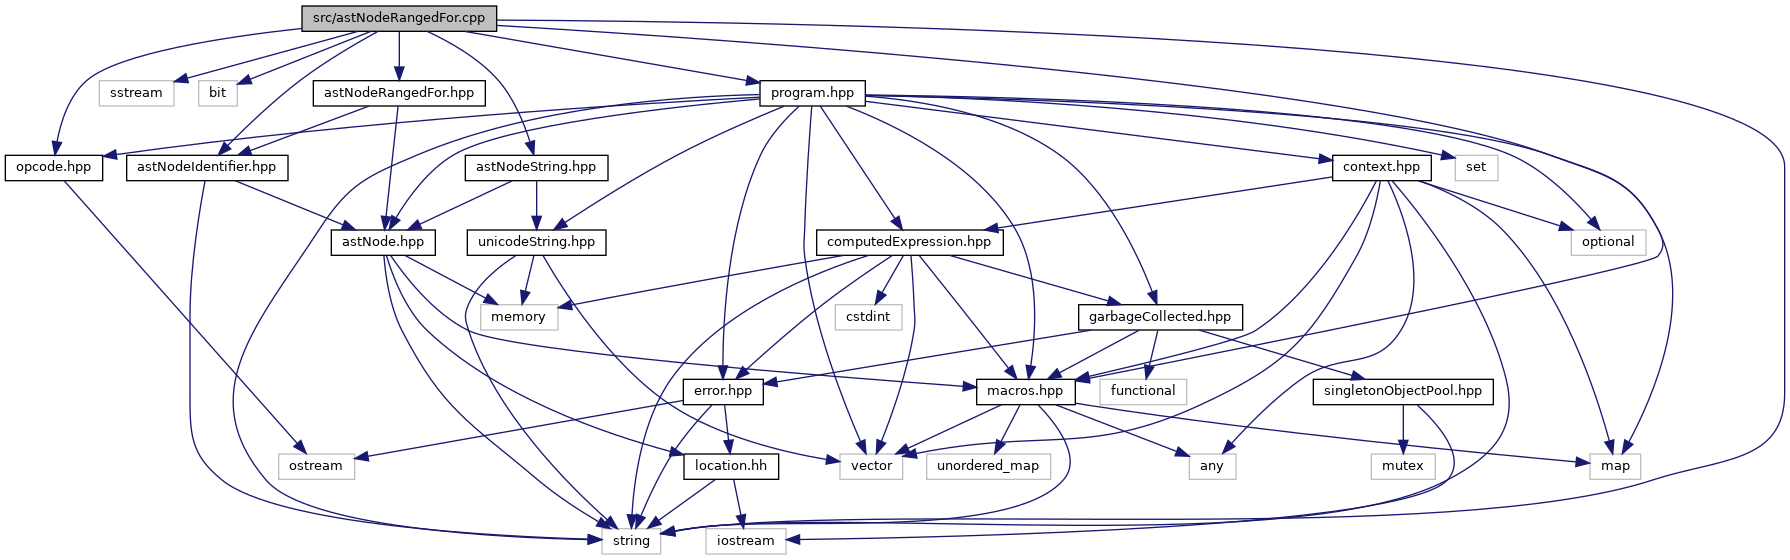 src/astNodeRangedFor.cpp
sstream
bit
astNodeRangedFor.hpp
program.hpp
opcode.hpp
astNodeIdentifier.hpp
astNodeString.hpp
context.hpp
set
astNode.hpp
unicodeString.hpp
computedExpression.hpp
optional
memory
cstdint
garbageCollected.hpp
error.hpp
macros.hpp
functional
singletonObjectPool.hpp
ostream
location.hh
vector
unordered_map
any
mutex
map
string
iostream